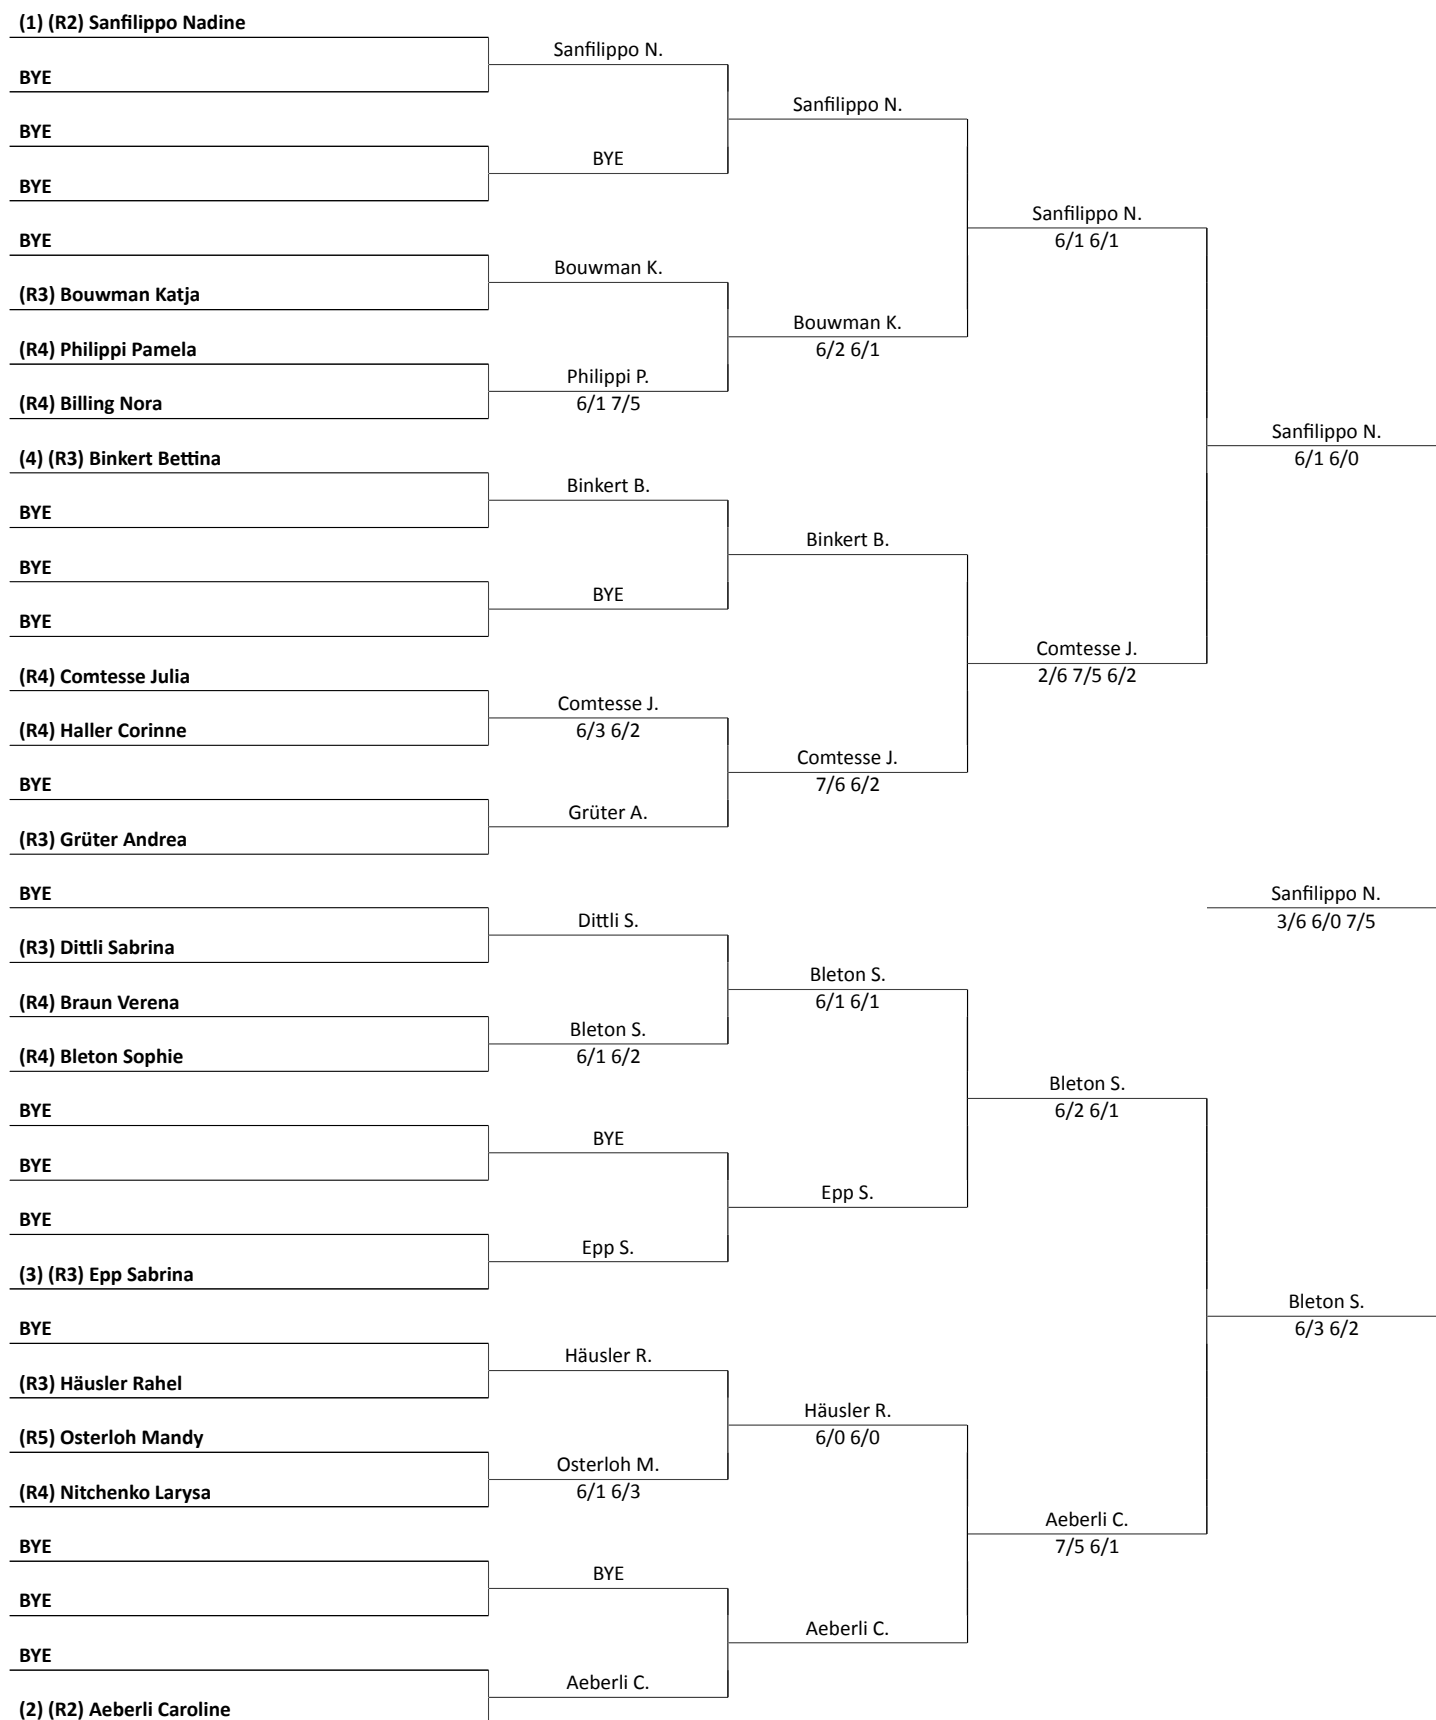 (1) (R2) Sanfilippo Nadine
Sanfilippo N.
BYE
Sanfilippo N.
BYE
BYE
BYE
Sanfilippo N.
6/1 6/1
BYE
Bouwman K.
(R3) Bouwman Katja
Bouwman K.
6/2 6/1
(R4) Philippi Pamela
Philippi P.
6/1 7/5
(R4) Billing Nora
Sanfilippo N.
6/1 6/0
(4) (R3) Binkert Bettina
Binkert B.
BYE
Binkert B.
BYE
BYE
BYE
Comtesse J.
2/6 7/5 6/2
(R4) Comtesse Julia
Comtesse J.
6/3 6/2
(R4) Haller Corinne
Comtesse J.
7/6 6/2
BYE
Grüter A.
(R3) Grüter Andrea
BYE
Sanfilippo N.
3/6 6/0 7/5
Dittli S.
(R3) Dittli Sabrina
Bleton S.
6/1 6/1
(R4) Braun Verena
Bleton S.
6/1 6/2
(R4) Bleton Sophie
Bleton S.
6/2 6/1
BYE
BYE
BYE
Epp S.
BYE
Epp S.
(3) (R3) Epp Sabrina
Bleton S.
6/3 6/2
BYE
Häusler R.
(R3) Häusler Rahel
Häusler R.
6/0 6/0
(R5) Osterloh Mandy
Osterloh M.
6/1 6/3
(R4) Nitchenko Larysa
Aeberli C.
7/5 6/1
BYE
BYE
BYE
Aeberli C.
BYE
Aeberli C.
(2) (R2) Aeberli Caroline